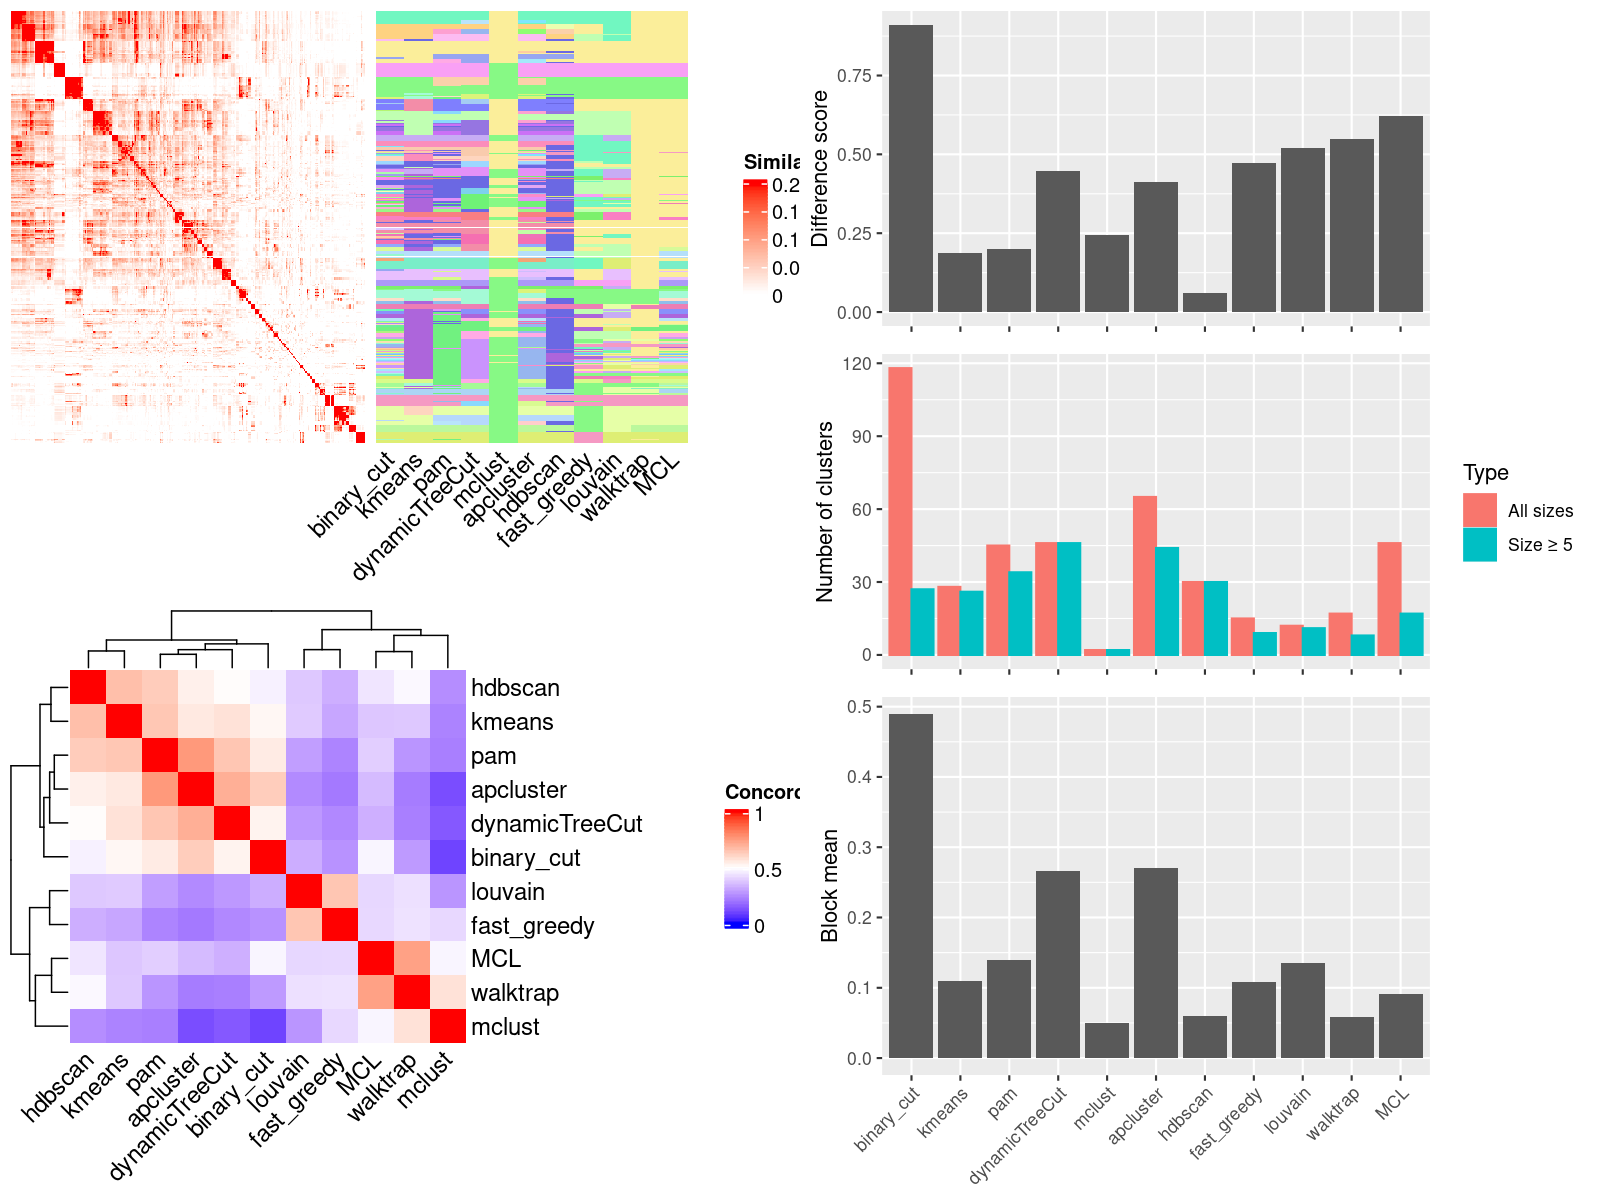 Simila
0.2
0.1
0.1
0.0
0
binary_cut
kmeans
pam
dynamicTreeCut
mclust
apcluster
hdbscan
fast_greedy
louvain
walktrap
MCL
hdbscan
kmeans
pam
apcluster
dynamicTreeCut
binary_cut
louvain
fast_greedy
MCL
walktrap
mclust
hdbscan
kmeans
pam
apcluster
dynamicTreeCut
binary_cut
louvain
fast_greedy
MCL
walktrap
mclust
Concord
1
0.5
0
Difference score
0.75
0.50
0.25
0.00
Number of clusters
120
90
60
30
0
Type
All sizes
Size ≥ 5
Block mean
0.5
0.4
0.3
0.2
0.1
0.0
binary_cut
kmeans
pam
dynamicTreeCut
mclust
apcluster
hdbscan
fast_greedy
louvain
walktrap
MCL